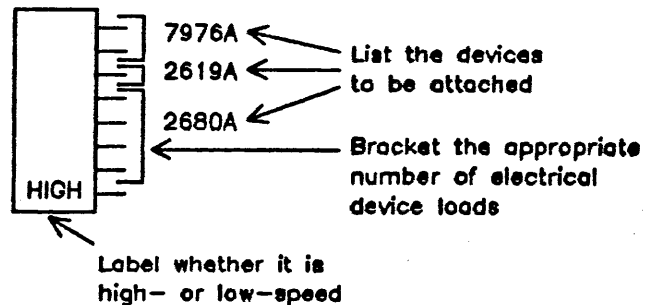 7976A
2619A
2680A
List the devices
to be attached
Bracket the appropriate
number of electrical
device loads
HIGH
Label whether it is
high- or low-speed